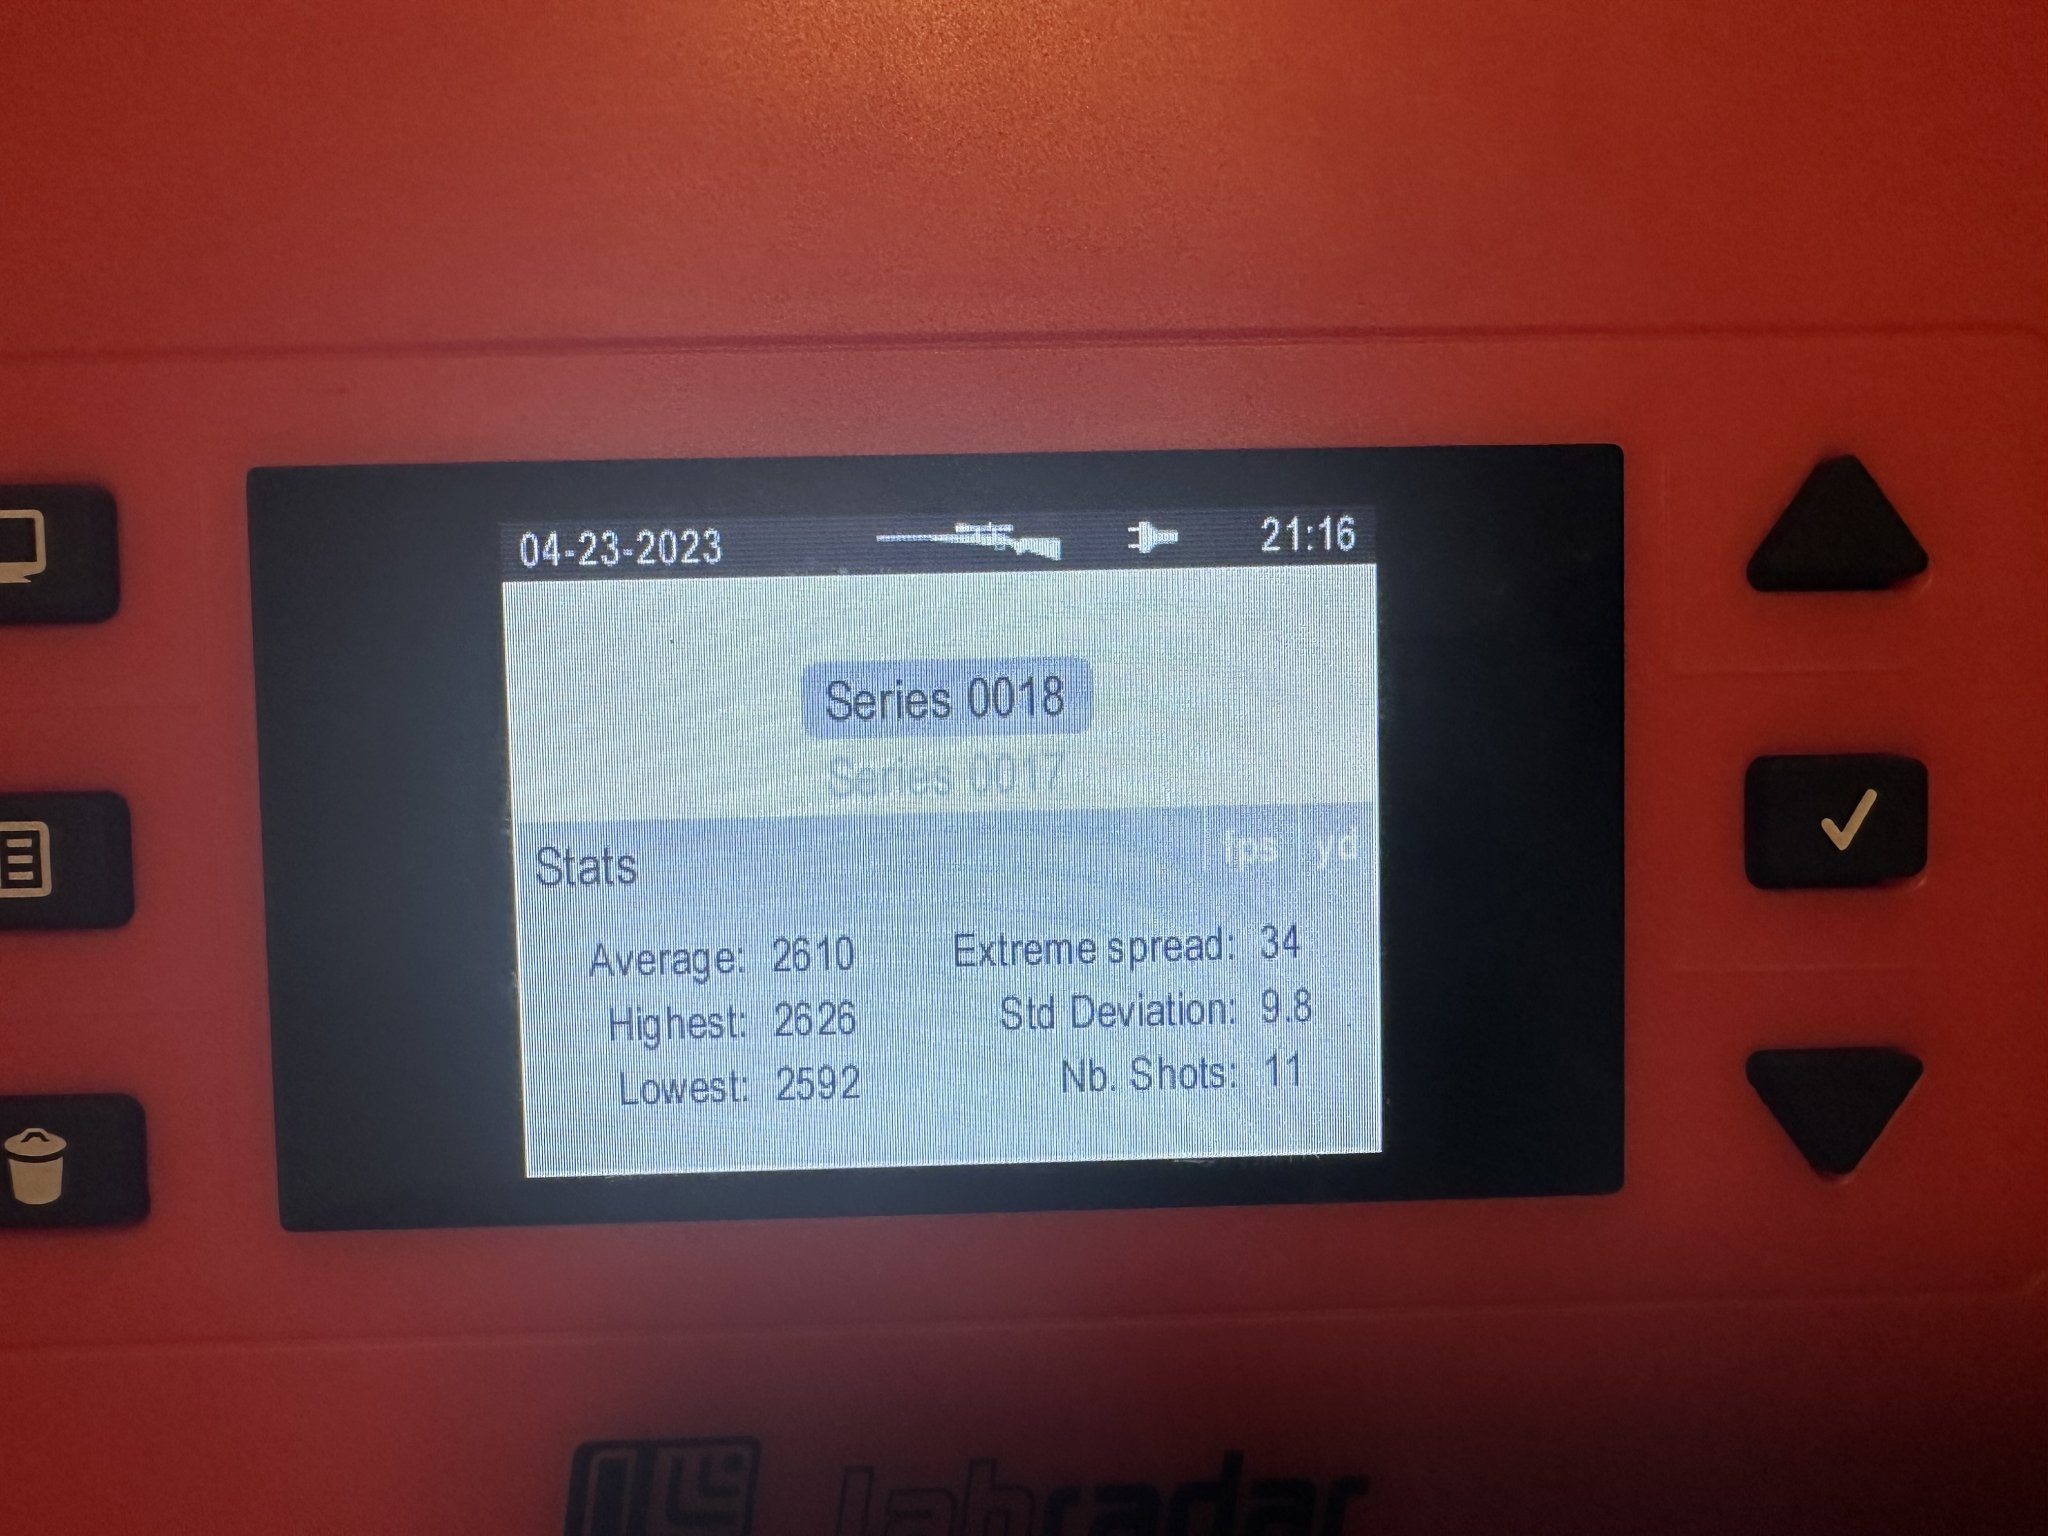 04-23-2023 21:16
Series 0018
Series 0017
Stats fps yd
Average: 2610 Extreme spread: 34
Highest: 2626 Std Deviation: 9.8
Lowest: 2592 Nb. Shots: 11
Labradar